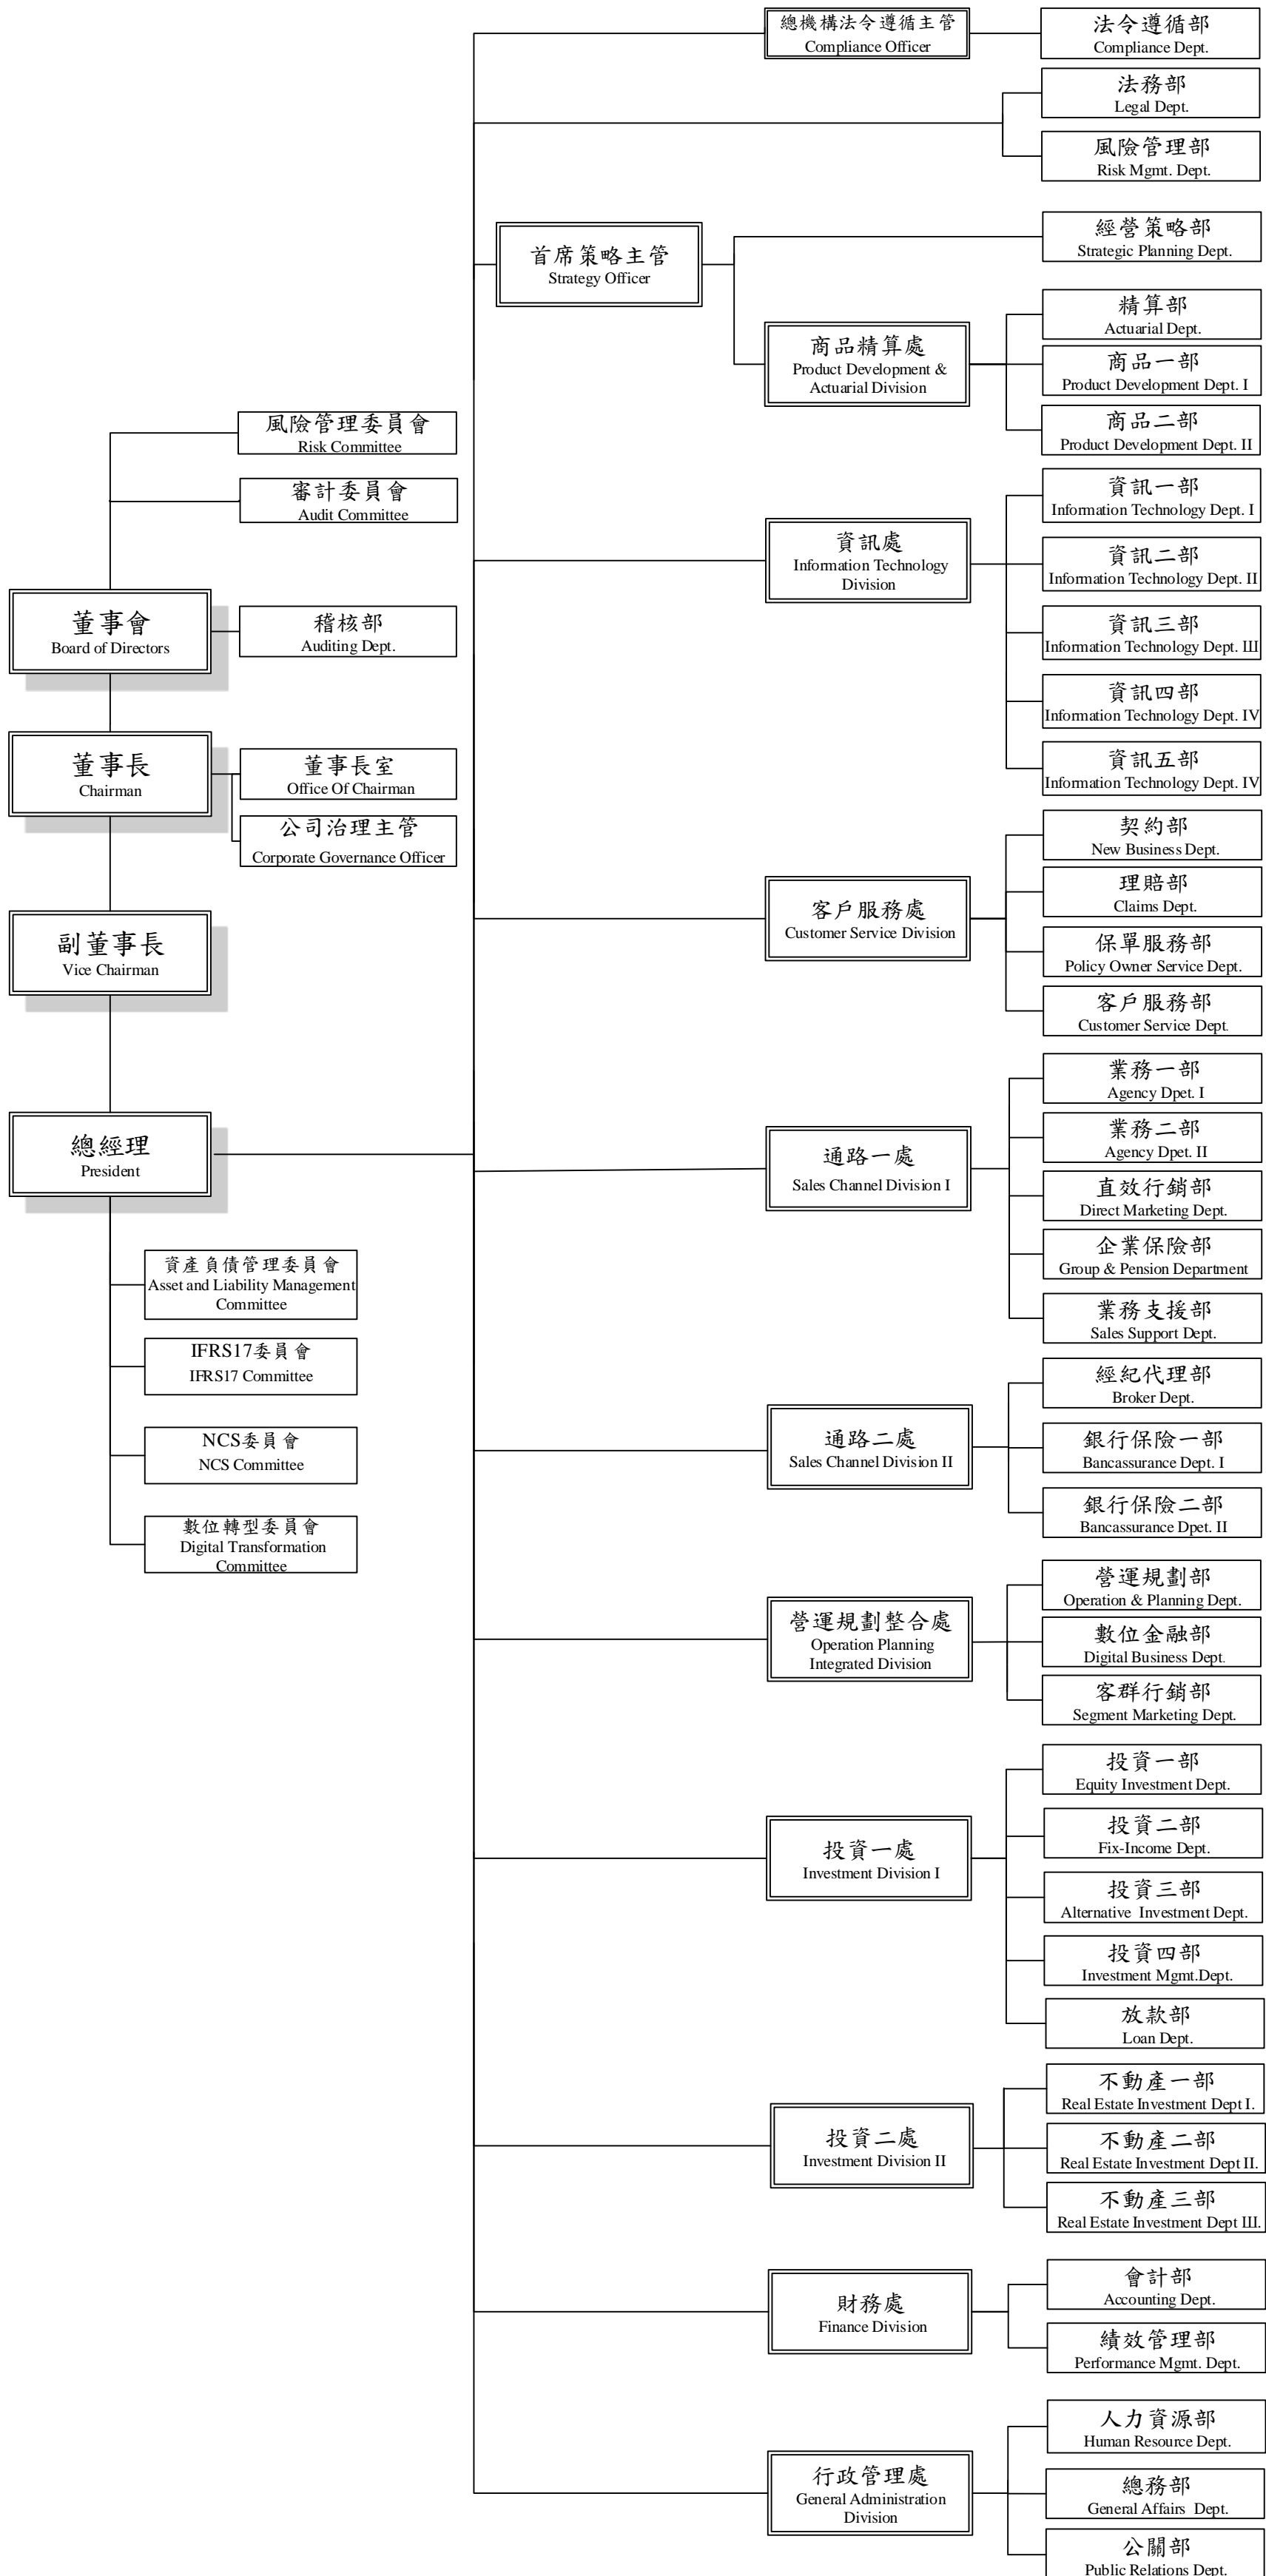 總機構法令遵循主管
Compliance Officer
法令遵循部
Compliance Dept.
法務部
Legal Dept.
風險管理部
Risk Mgmt. Dept.
首席策略主管
Strategy Officer
經營策略部
Strategic Planning Dept.
商品精算處
Product Development &
Actuarial Division
精算部
Actuarial Dept.
商品一部
Product Development Dept. I
商品二部
Product Development Dept. II
風險管理委員會
Risk Committee
審計委員會
Audit Committee
董事會
Board of Directors
稽核部
Auditing Dept.
董事長
Chairman
董事長室
Office Of Chairman
公司治理主管
Corporate Governance Officer
副董事長
Vice Chairman
總經理
President
資產負債管理委員會
Asset and Liability Management
Committee
IFRS17委員會
IFRS17 Committee
NCS委員會
NCS Committee
數位轉型委員會
Digital Transformation
Committee
資訊處
Information Technology
Division
資訊一部
Information Technology Dept. I
資訊二部
Information Technology Dept. II
資訊三部
Information Technology Dept. III
資訊四部
Information Technology Dept. IV
資訊五部
Information Technology Dept. IV
客戶服務處
Customer Service Division
契約部
New Business Dept.
理賠部
Claims Dept.
保單服務部
Policy Owner Service Dept.
客戶服務部
Customer Service Dept.
通路一處
Sales Channel Division I
業務一部
Agency Dpet. I
業務二部
Agency Dpet. II
直效行銷部
Direct Marketing Dept.
企業保險部
Group & Pension Department
業務支援部
Sales Support Dept.
通路二處
Sales Channel Division II
經紀代理部
Broker Dept.
銀行保險一部
Bancassurance Dept. I
銀行保險二部
Bancassurance Dpet. II
營運規劃整合處
Operation Planning
Integrated Division
營運規劃部
Operation & Planning Dept.
數位金融部
Digital Business Dept.
客群行銷部
Segment Marketing Dept.
投資一處
Investment Division I
投資一部
Equity Investment Dept.
投資二部
Fix-Income Dept.
投資三部
Alternative Investment Dept.
投資四部
Investment Mgmt.Dept.
放款部
Loan Dept.
投資二處
Investment Division II
不動產一部
Real Estate Investment Dept I.
不動產二部
Real Estate Investment Dept II.
不動產三部
Real Estate Investment Dept III.
財務處
Finance Division
會計部
Accounting Dept.
績效管理部
Performance Mgmt. Dept.
行政管理處
General Administration
Division
人力資源部
Human Resource Dept.
總務部
General Affairs Dept.
公關部
Public Relations Dept.